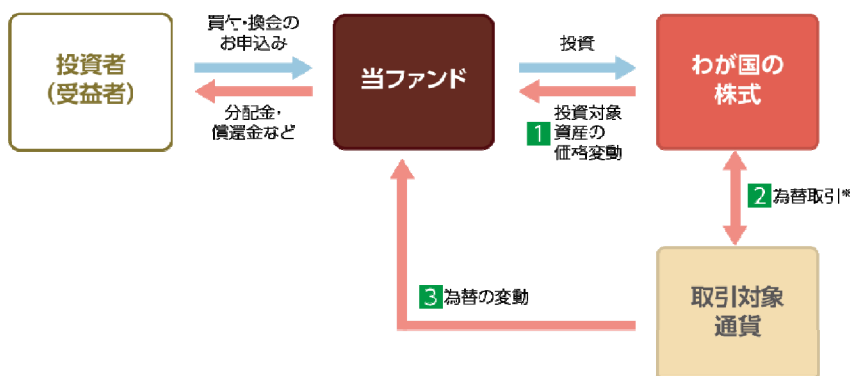 買付・換金の
お申込み
投資者
(受益者)
分配金・
償還金など
当ファンド
投資
1 投資対象
資産の
価格変動
わが国の
株式
2 為替取引*
3 為替の変動
取引対象
通貨